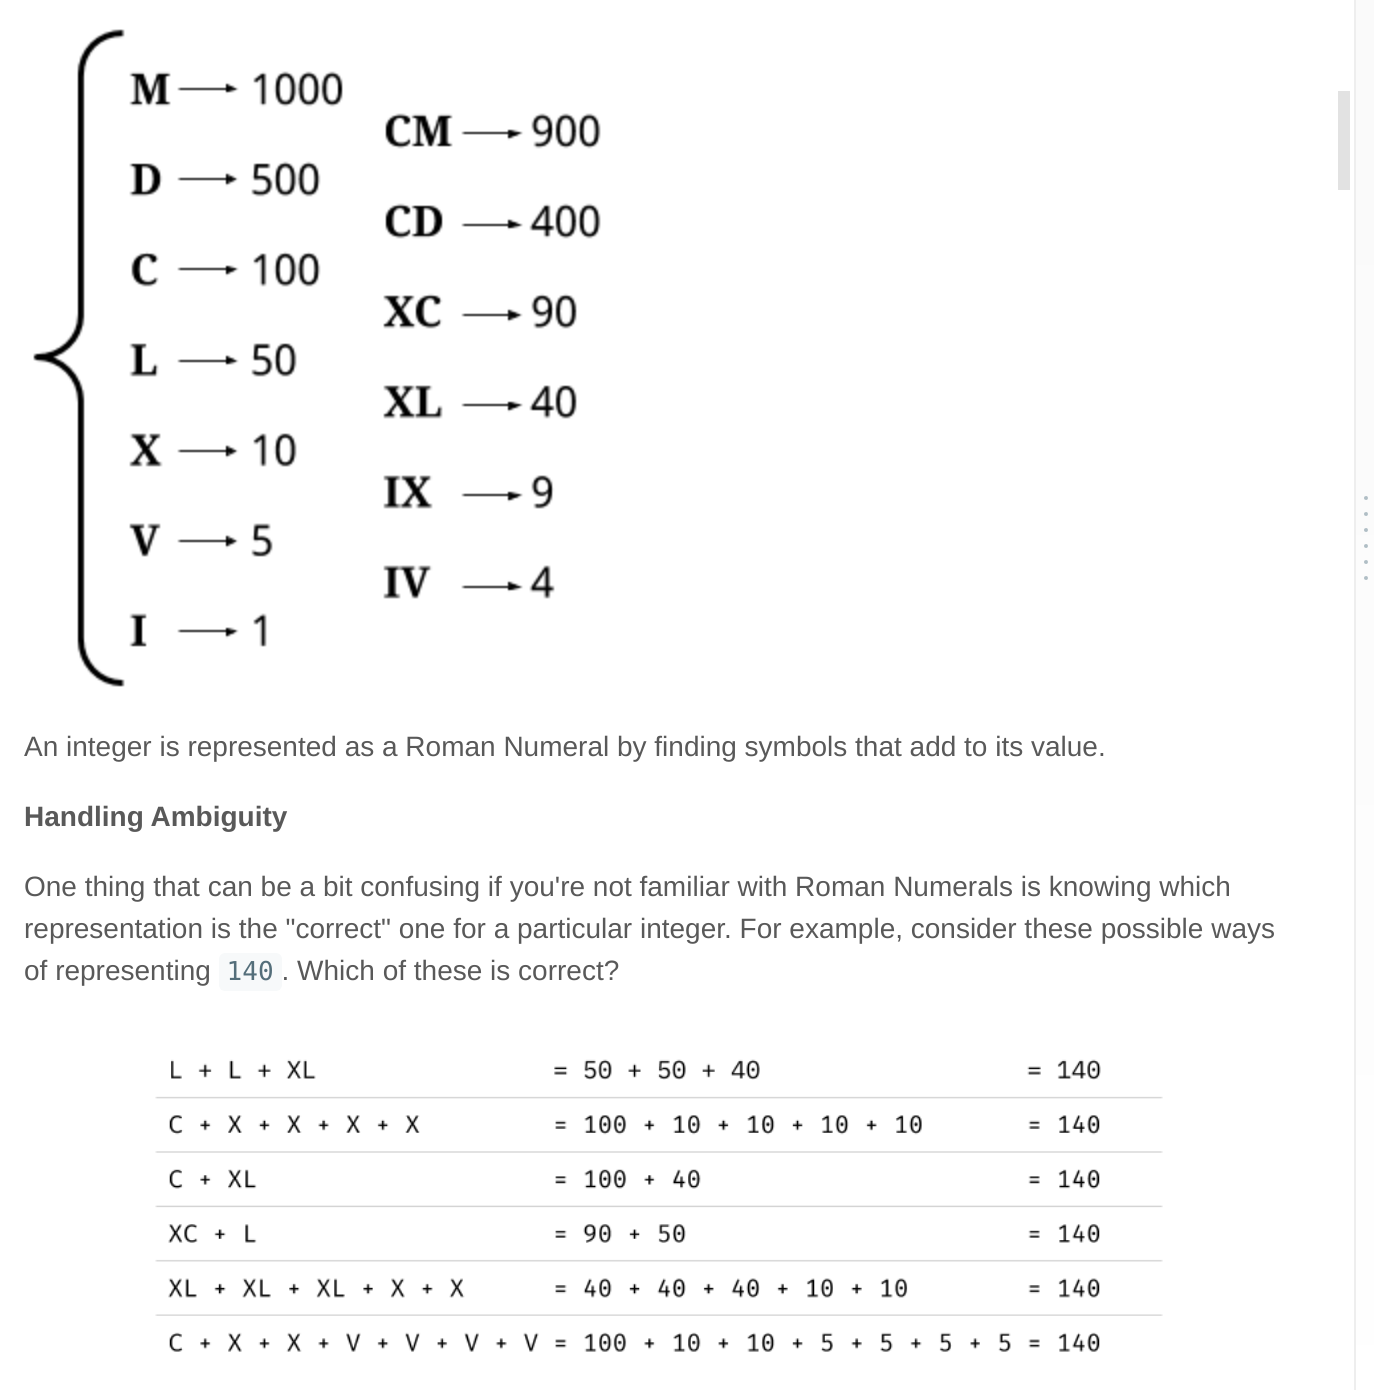 M → 1000
CM → 900
D → 500
CD → 400
C → 100
XC → 90
L → 50
XL → 40
X → 10
IX → 9
V → 5
IV → 4
I → 1
An integer is represented as a Roman Numeral by finding symbols that add to its value.
Handling Ambiguity
One thing that can be a bit confusing if you're not familiar with Roman Numerals is knowing which
representation is the "correct" one for a particular integer. For example, consider these possible ways
of representing 140 . Which of these is correct?
L + L + XL = 50 + 50 + 40 = 140
C + X + X + X + X = 100 + 10 + 10 + 10 + 10 = 140
C + XL = 100 + 40 = 140
XC + L = 90 + 50 = 140
XL + XL + XL + X + X = 40 + 40 + 40 + 10 + 10 = 140
C + X + X + V + V + V + V = 100 + 10 + 10 + 5 + 5 + 5 + 5 = 140